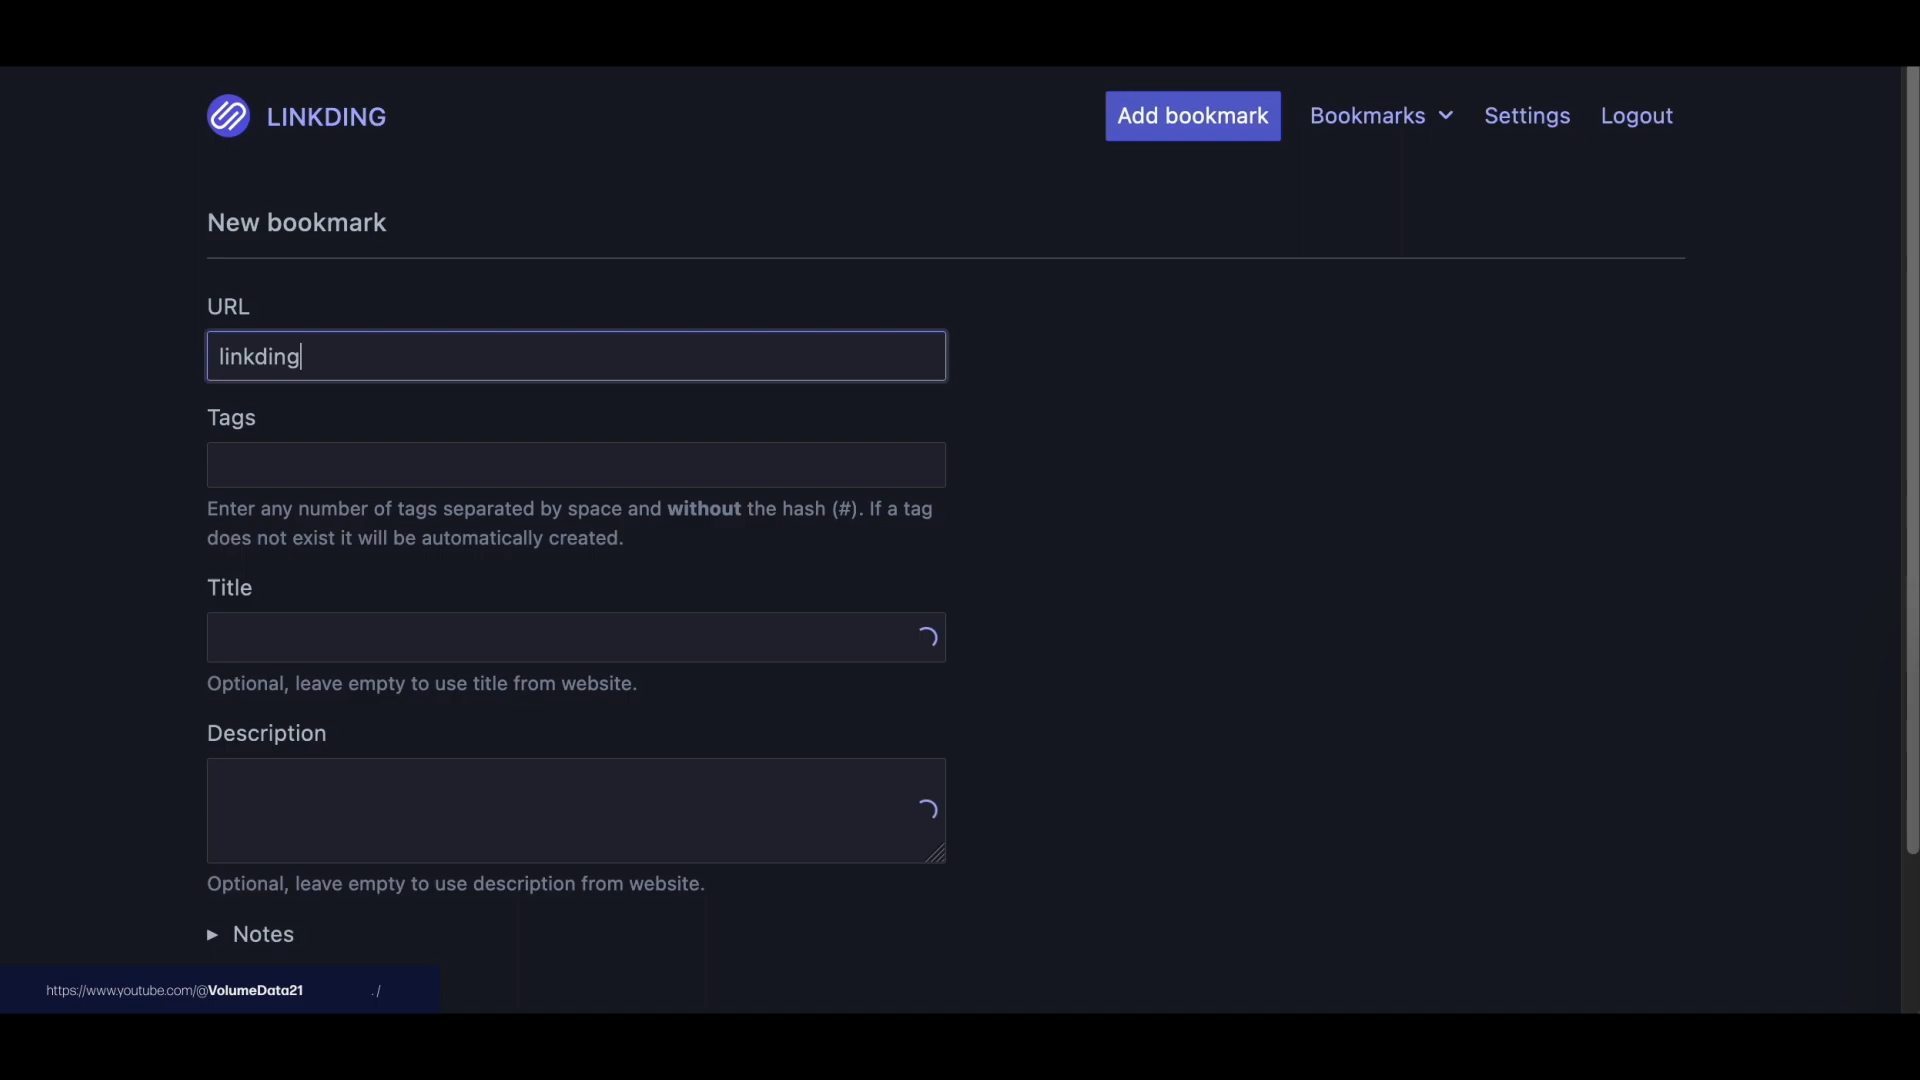 LINKDING
Add bookmark
Bookmarks
Settings
Logout
New bookmark
URL
linkding
Tags
Enter any number of tags separated by space and without the hash (#). If a tag
does not exist it will be automatically created.
Title
Optional, leave empty to use title from website.
Description
Optional, leave empty to use description from website.
Notes
https://www.youtube.com/@VolumeData21 ./